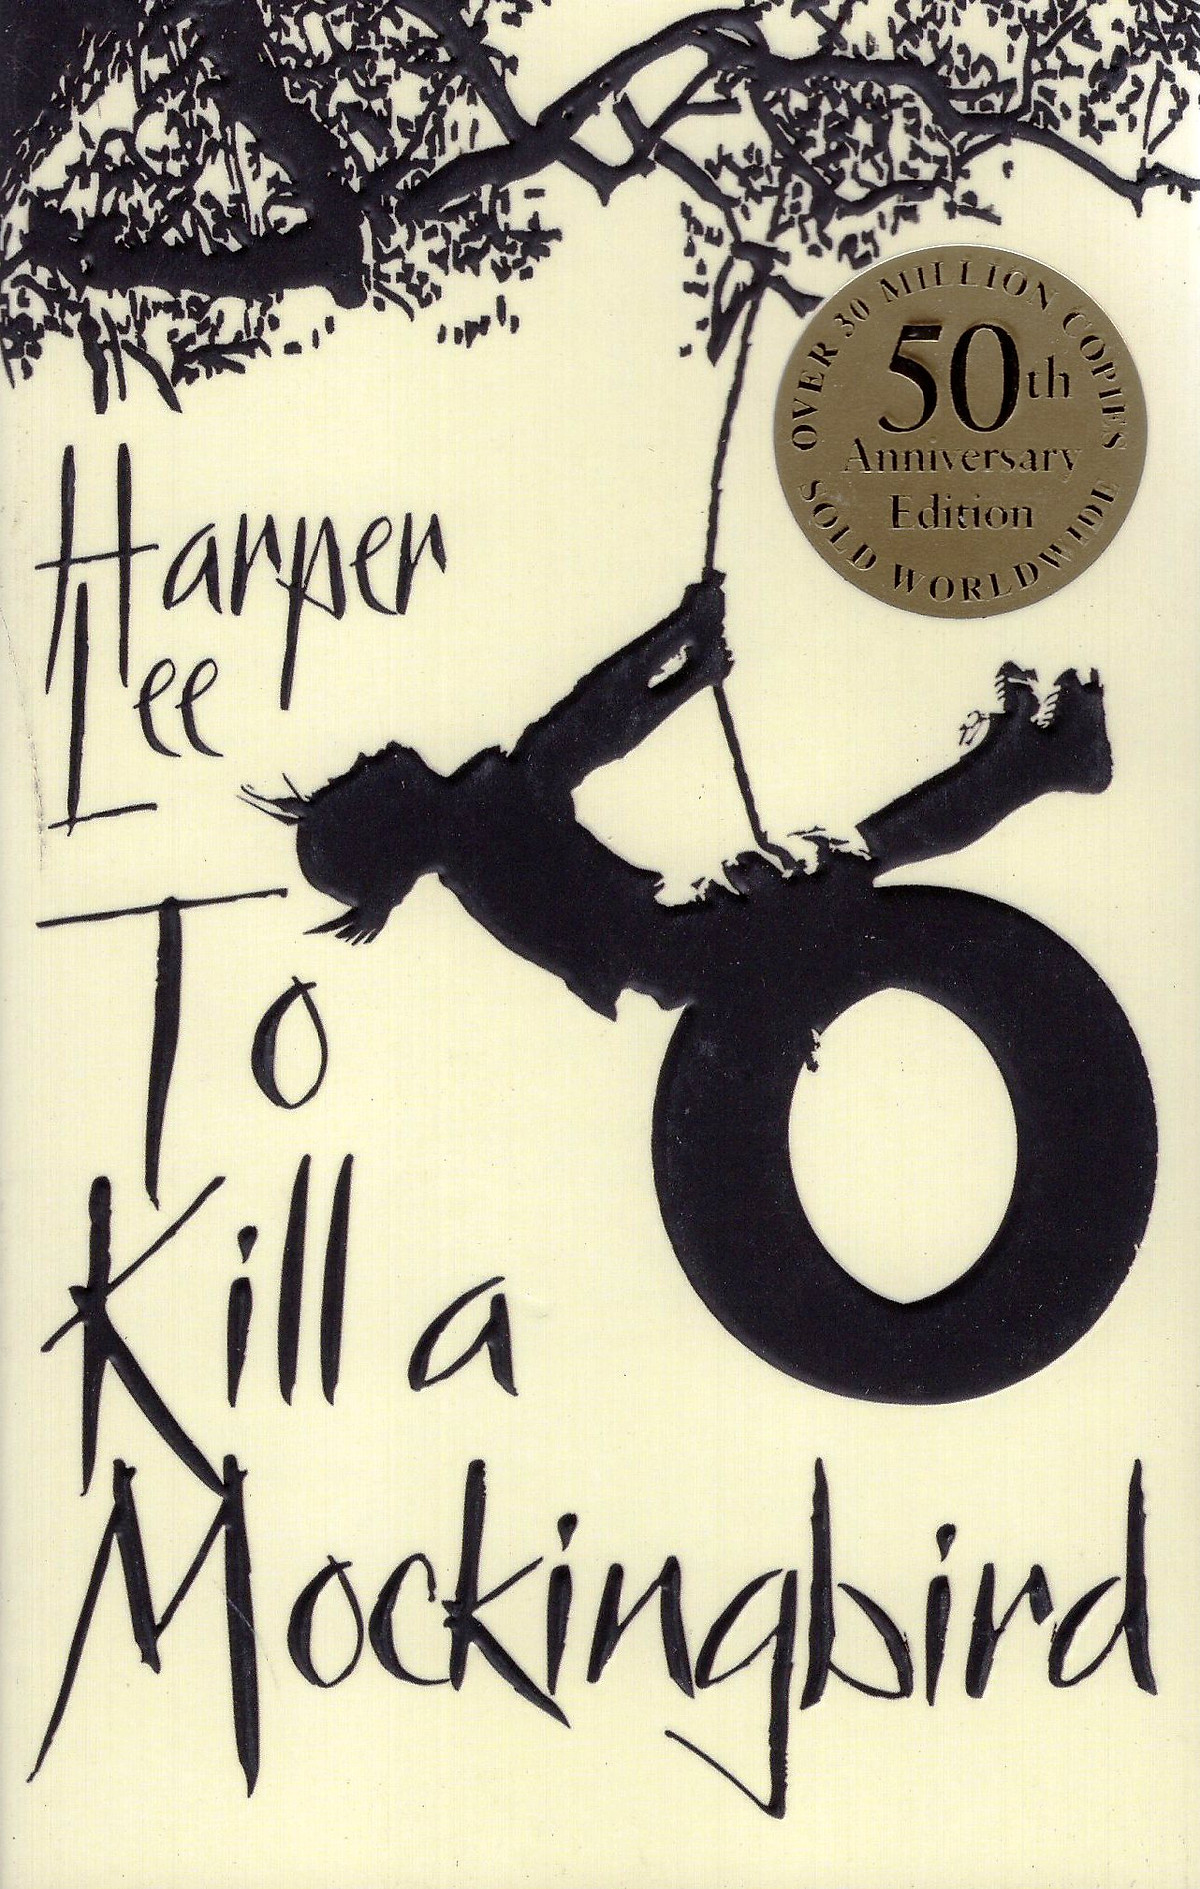 OVER 30 MILLION COPIES
50th
Anniversary
Edition
SOLD WORLDWIDE
Harper
Lee
To
Kill a
Mockingbird